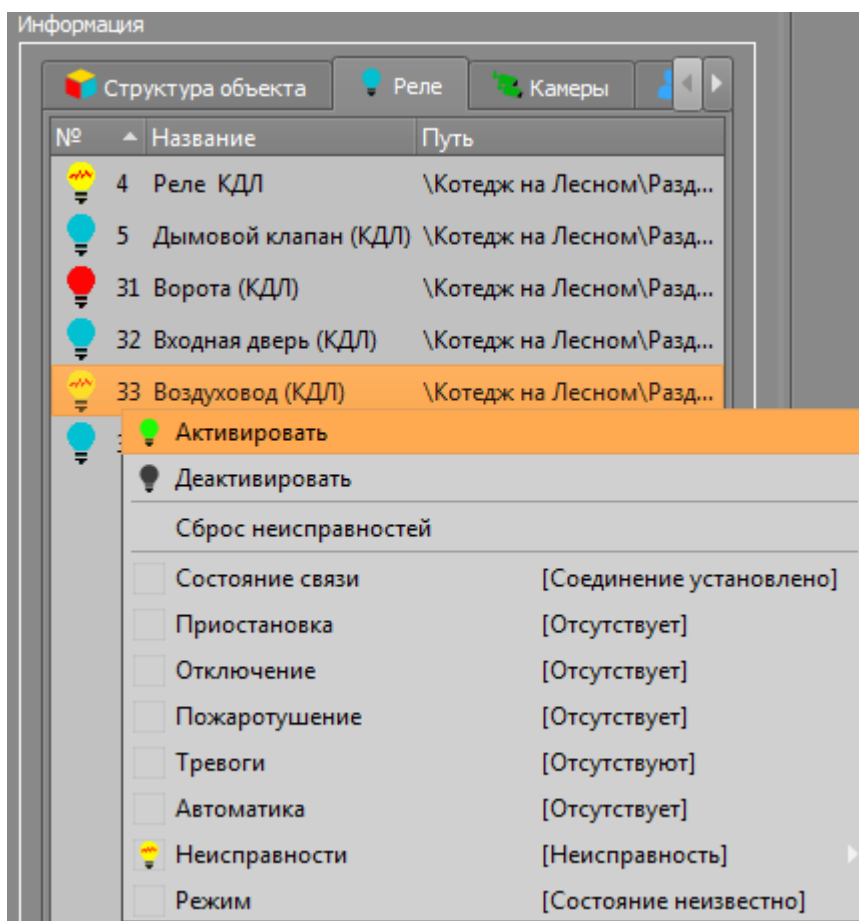 Информация
Структура объекта Реле Камеры
№ Название Путь
4 Реле КДЛ \Котедж на Лесном\Разд...
5 Дымовой клапан (КДЛ) \Котедж на Лесном\Разд...
31 Ворота (КДЛ) \Котедж на Лесном\Разд...
32 Входная дверь (КДЛ) \Котедж на Лесном\Разд...
33 Воздуховод (КДЛ) \Котедж на Лесном\Разд...
Активировать
Деактивировать
Сброс неисправностей
Состояние связи [Соединение установлено]
Приостановка [Отсутствует]
Отключение [Отсутствует]
Пожаротушение [Отсутствует]
Тревоги [Отсутствуют]
Автоматика [Отсутствует]
Неисправности [Неисправность]
Режим [Состояние неизвестно]